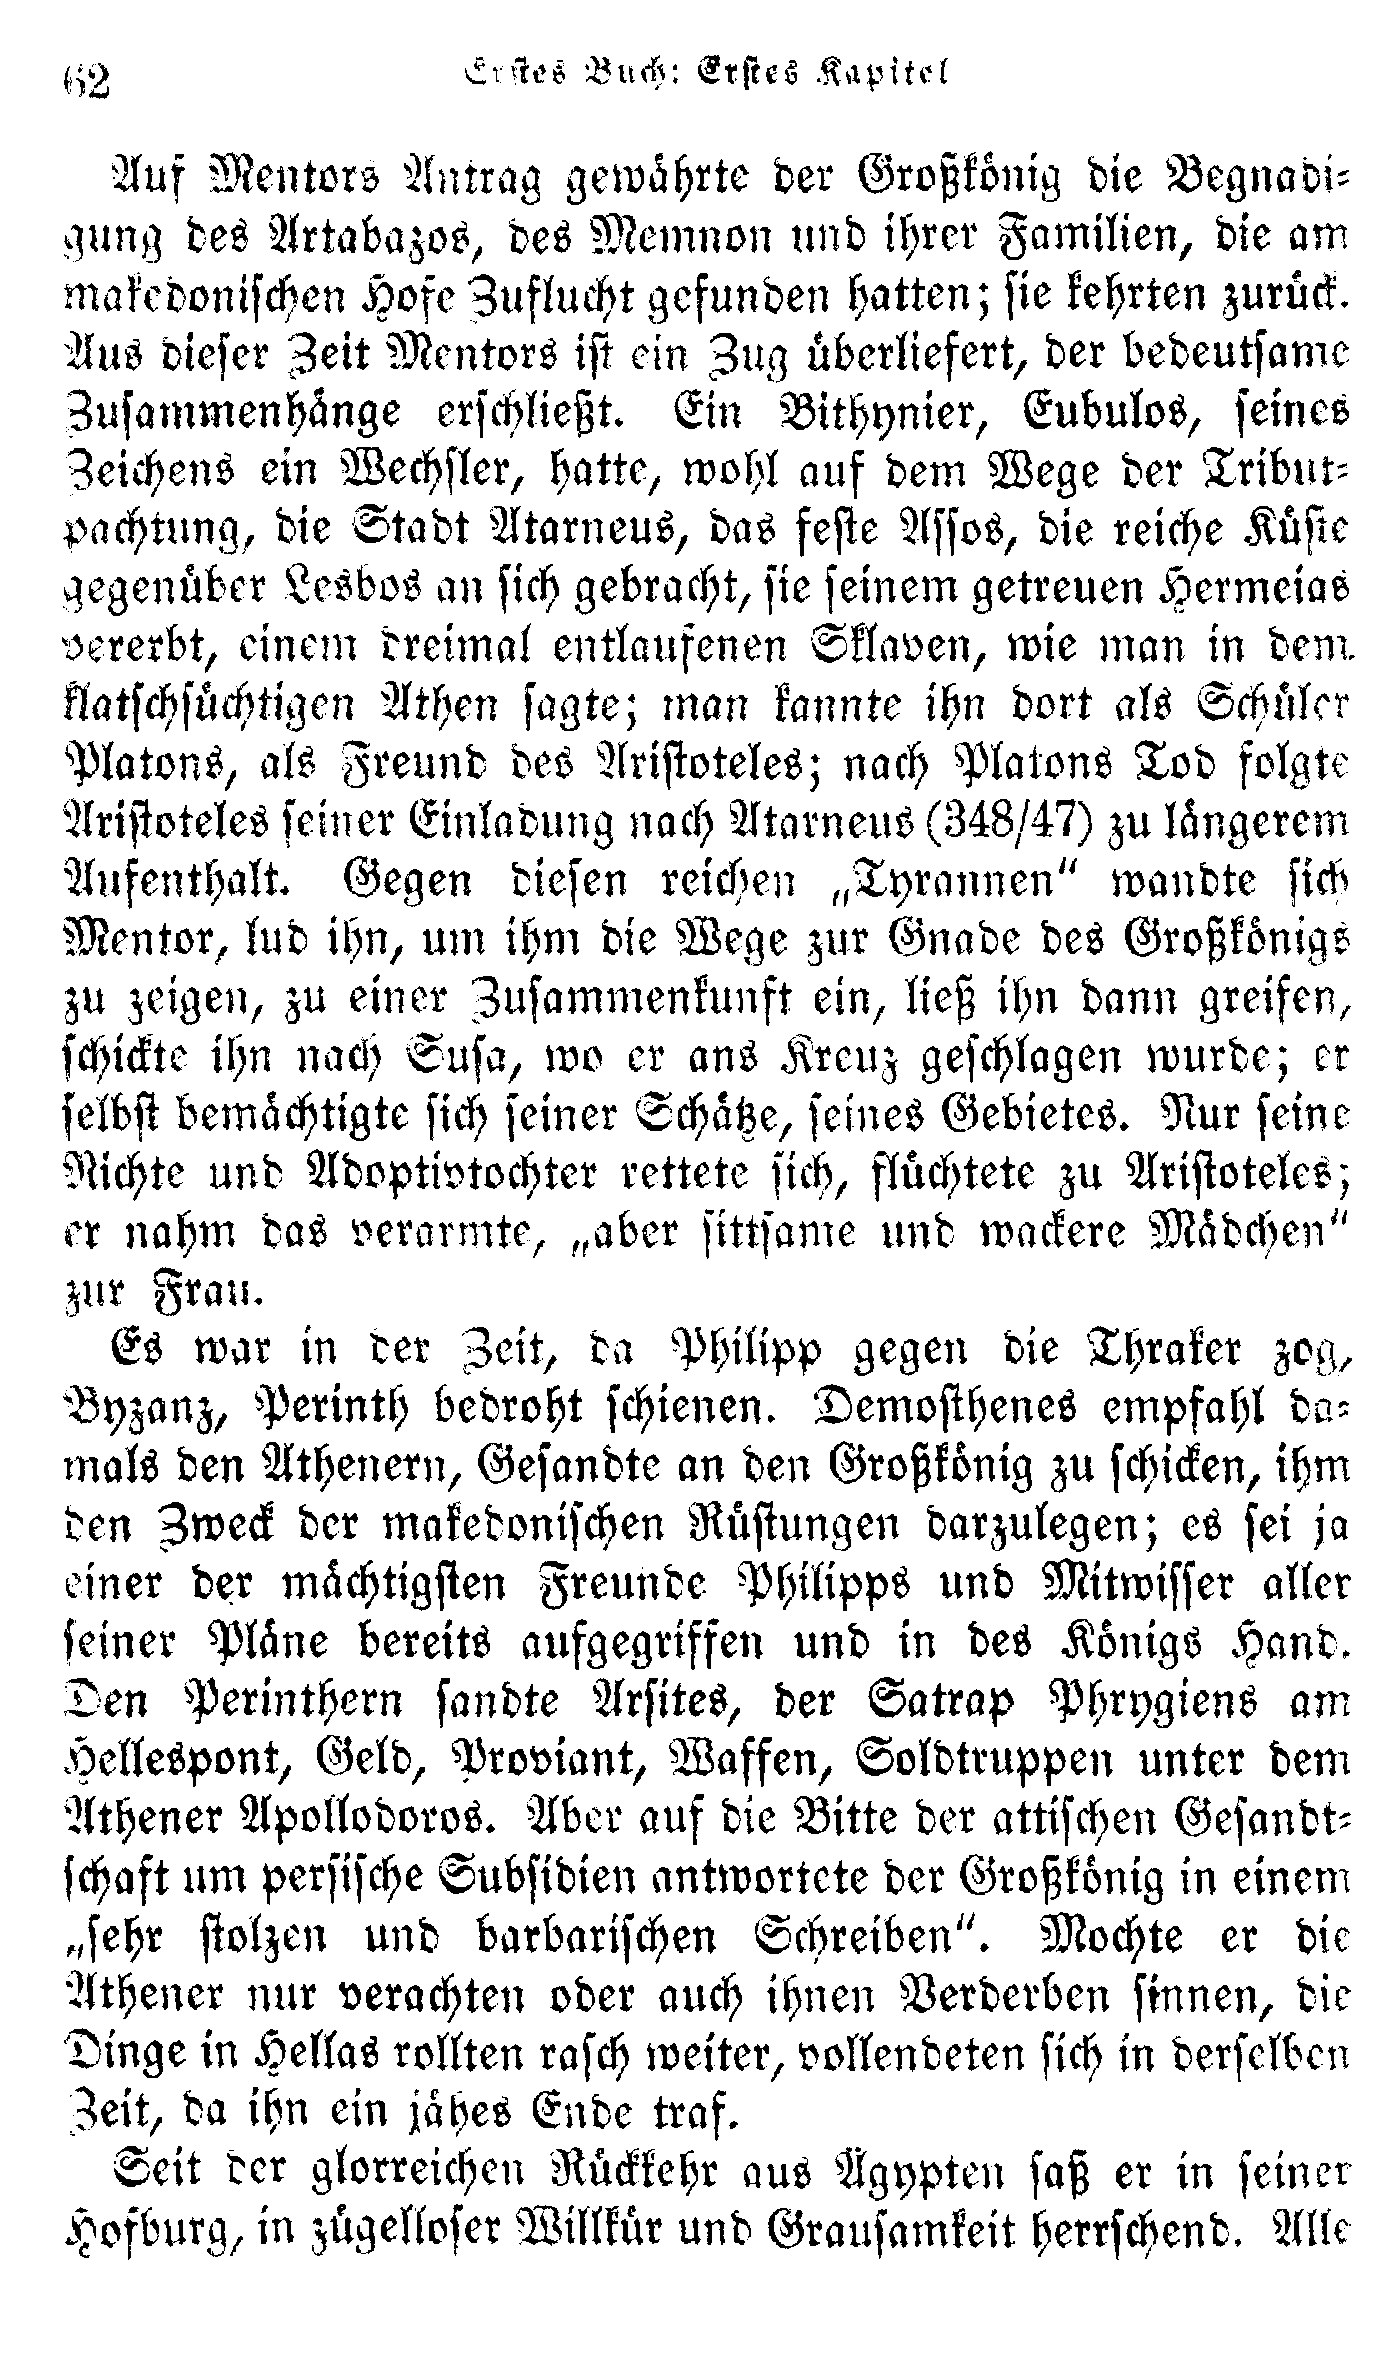 62
Erstes Buch: Erstes Kapitel
Auf Mentors Antrag gewährte der Großkönig die Begnadi-
gung des Artabazos, des Memnon und ihrer Familien, die am
makedonischen Hofe Zuflucht gefunden hatten; sie kehrten zurück.
Aus dieser Zeit Mentors ist ein Zug überliefert, der bedeutsame
Zusammenhänge erschließt. Ein Bithynier, Eubulos, seines
Zeichens ein Wechsler, hatte, wohl auf dem Wege der Tribut-
pachtung, die Stadt Atarneus, das feste Assos, die reiche Küste
gegenüber Lesbos an sich gebracht, sie seinem getreuen Hermeias
vererbt, einem dreimal entlaufenen Sklaven, wie man in dem
klatschsüchtigen Athen sagte; man kannte ihn dort als Schüler
Platons, als Freund des Aristoteles; nach Platons Tod folgte
Aristoteles seiner Einladung nach Atarneus (348/47) zu längerem
Aufenthalt. Gegen diesen reichen „Tyrannen“ wandte sich
Mentor, lud ihn, um ihm die Wege zur Gnade des Großkönigs
zu zeigen, zu einer Zusammenkunft ein, ließ ihn dann greifen,
schickte ihn nach Susa, wo er ans Kreuz geschlagen wurde; er
selbst bemächtigte sich seiner Schätze, seines Gebietes. Nur seine
Nichte und Adoptivtochter rettete sich, flüchtete zu Aristoteles;
er nahm das verarmte, „aber sittsame und wackere Mädchen“
zur Frau.
Es war in der Zeit, da Philipp gegen die Thraker zog,
Byzanz, Perinth bedroht schienen. Demosthenes empfahl da-
mals den Athenern, Gesandte an den Großkönig zu schicken, ihm
den Zweck der makedonischen Rüstungen darzulegen; es sei ja
einer der mächtigsten Freunde Philipps und Mitwisser aller
seiner Pläne bereits aufgegriffen und in des Königs Hand.
Den Perinthern sandte Arsites, der Satrap Phrygiens am
Hellespont, Geld, Proviant, Waffen, Soldtruppen unter dem
Athener Apollodoros. Aber auf die Bitte der attischen Gesandt-
schaft um persische Subsidien antwortete der Großkönig in einem
„sehr stolzen und barbarischen Schreiben“. Mochte er die
Athener nur verachten oder auch ihnen Verderben sinnen, die
Dinge in Hellas rollten rasch weiter, vollendeten sich in derselben
Zeit, da ihn ein jähes Ende traf.
Seit der glorreichen Rückkehr aus Ägypten saß er in seiner
Hofburg, in zügelloser Willkür und Grausamkeit herrschend. Alle